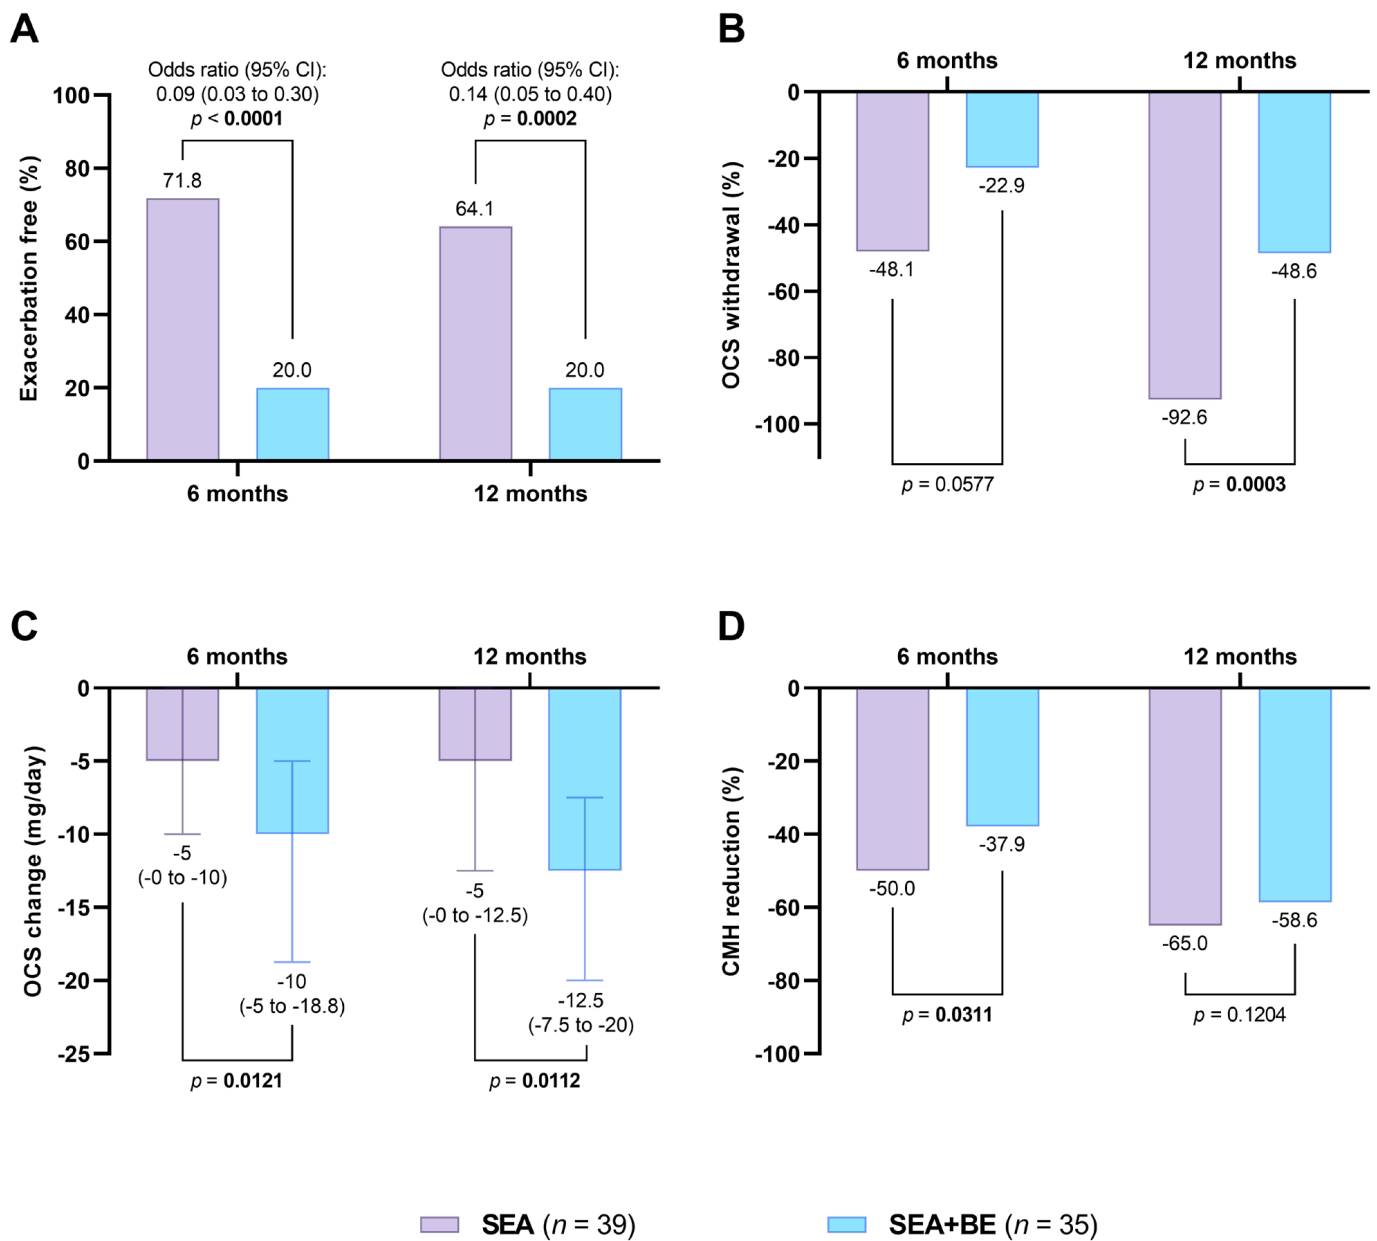 A
Odds ratio (95% CI):
0.09 (0.03 to 0.30)
p < 0.0001
Odds ratio (95% CI):
0.14 (0.05 to 0.40)
p = 0.0002
Exacerbation free (%)
100
80
60
40
20
0
71.8
20.0
64.1
20.0
6 months
12 months
B
6 months
12 months
OCS withdrawal (%)
0
-20
-40
-60
-80
-100
-48.1
-22.9
-92.6
-48.6
p = 0.0577
p = 0.0003
C
6 months
12 months
OCS change (mg/day)
0
-5
-10
-15
-20
-25
-5
(-0 to -10)
-10
(-5 to -18.8)
-5
(-0 to -12.5)
-12.5
(-7.5 to -20)
p = 0.0121
p = 0.0112
D
6 months
12 months
CMH reduction (%)
0
-20
-40
-60
-80
-100
-50.0
-37.9
-65.0
-58.6
p = 0.0311
p = 0.1204
SEA (n = 39)
SEA+BE (n = 35)